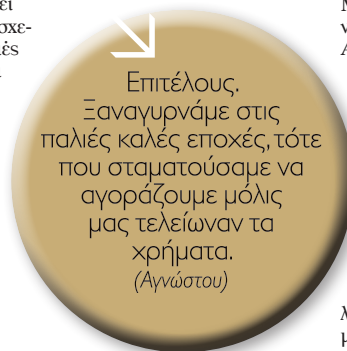 Επιτέλους.
Ξαναγυρνάμε στις
παλιές καλές εποχές, τότε
που σταματούσαμε να
αγοράζουμε μόλις
μας τελείωναν τα
χρήματα.
(Αγνώστου)